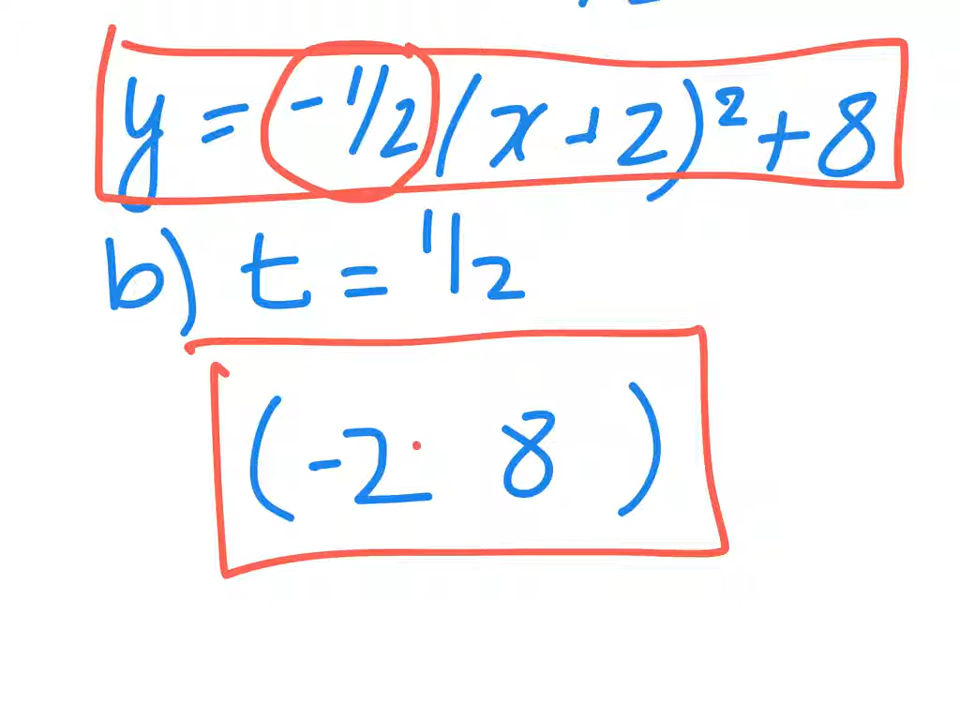 y = -1/2(x+2)² + 8
b) t = 1/2
(-2 8)